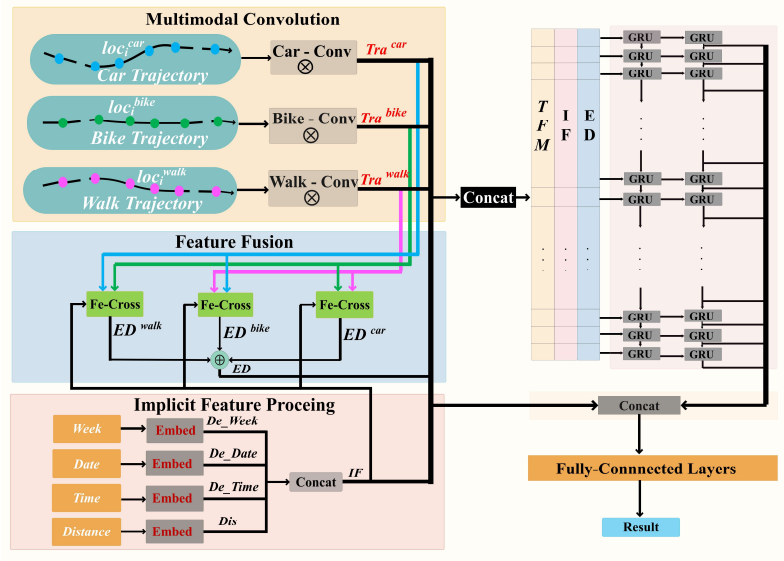 Multimodal Convolution
loc_i^car
Car Trajectory
Car - Conv
Tra^car
loc_i^bike
Bike Trajectory
Bike - Conv
Tra^bike
loc_i^walk
Walk Trajectory
Walk - Conv
Tra^walk
Feature Fusion
Fe-Cross
Fe-Cross
Fe-Cross
ED^walk
ED^bike
ED^car
ED
Implicit Feature Proceing
Week
Embed
De_Week
Date
Embed
De_Date
Time
Embed
De_Time
Distance
Embed
Dis
Concat
IF
Concat
TFM
IF
ED
GRU GRU
GRU GRU
GRU GRU
GRU GRU
GRU GRU
GRU GRU
GRU GRU
GRU GRU
Concat
Fully-Connnected Layers
Result